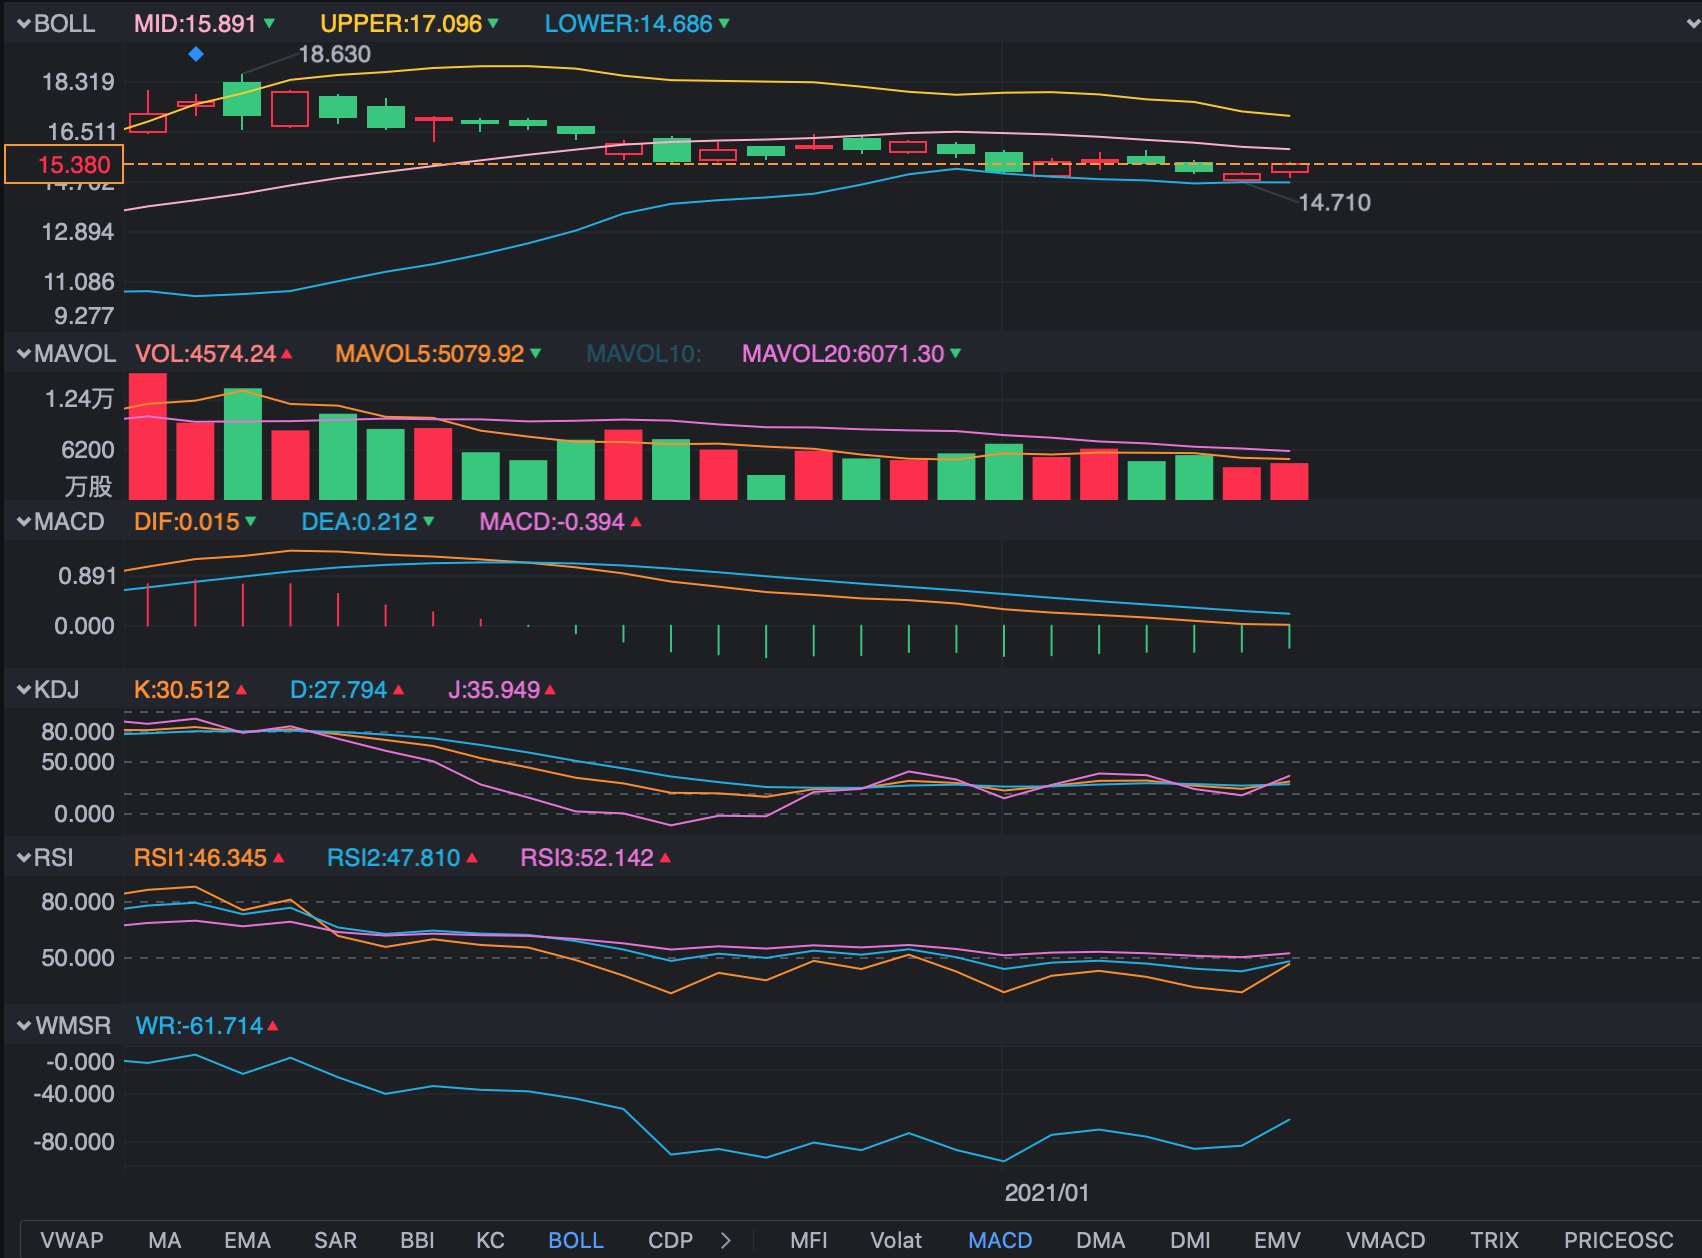 BOLL MID:15.891 UPPER:17.096 LOWER:14.686
18.630
18.319
16.511
15.380
14.702
14.710
12.894
11.086
9.277
MAVOL VOL:4574.24 MAVOL5:5079.92 MAVOL10: MAVOL20:6071.30
1.24万
6200
万股
MACD DIF:0.015 DEA:0.212 MACD:-0.394
0.891
0.000
KDJ K:30.512 D:27.794 J:35.949
80.000
50.000
0.000
RSI RSI1:46.345 RSI2:47.810 RSI3:52.142
80.000
50.000
WMSR WR:-61.714
-0.000
-40.000
-80.000
2021/01
VWAP MA EMA SAR BBI KC BOLL CDP > MFI Volat MACD DMA DMI EMV VMACD TRIX PRICEOSC